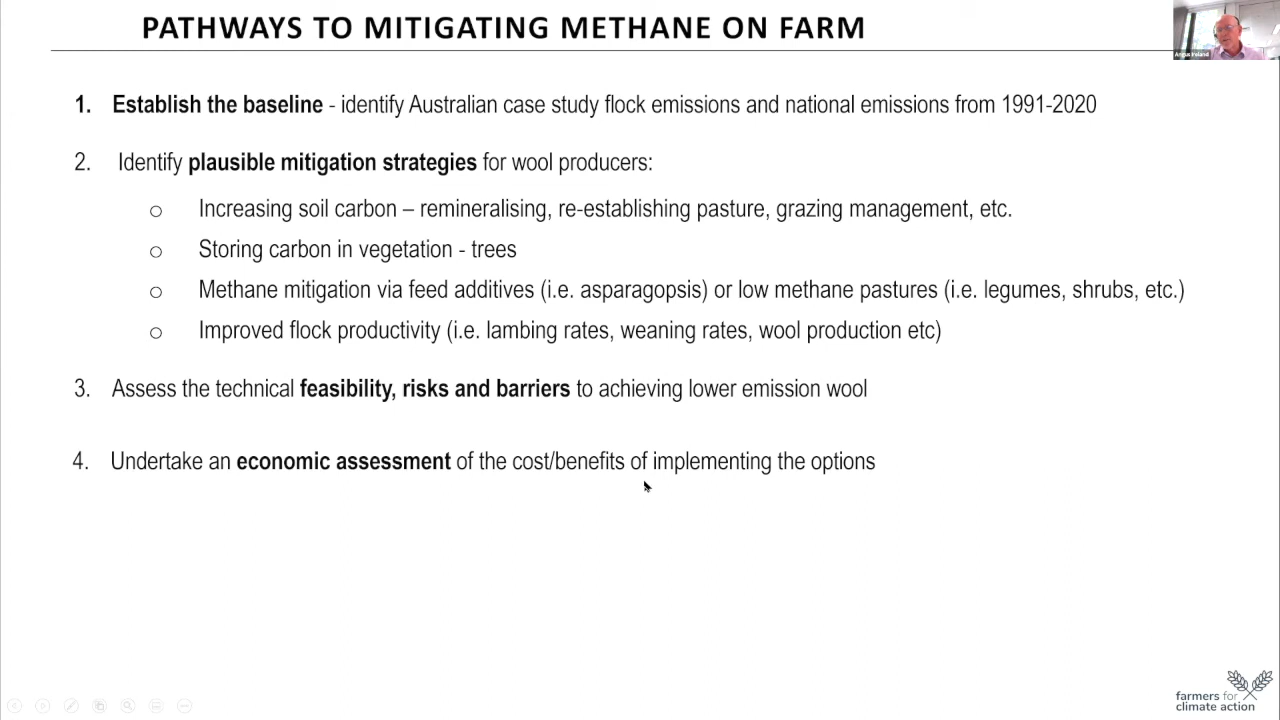 PATHWAYS TO MITIGATING METHANE ON FARM
Angus Ireland
1. Establish the baseline - identify Australian case study flock emissions and national emissions from 1991-2020
2. Identify plausible mitigation strategies for wool producers:
o Increasing soil carbon – remineralising, re-establishing pasture, grazing management, etc.
o Storing carbon in vegetation - trees
o Methane mitigation via feed additives (i.e. asparagopsis) or low methane pastures (i.e. legumes, shrubs, etc.)
o Improved flock productivity (i.e. lambing rates, weaning rates, wool production etc)
3. Assess the technical feasibility, risks and barriers to achieving lower emission wool
4. Undertake an economic assessment of the cost/benefits of implementing the options
farmers for
climate action